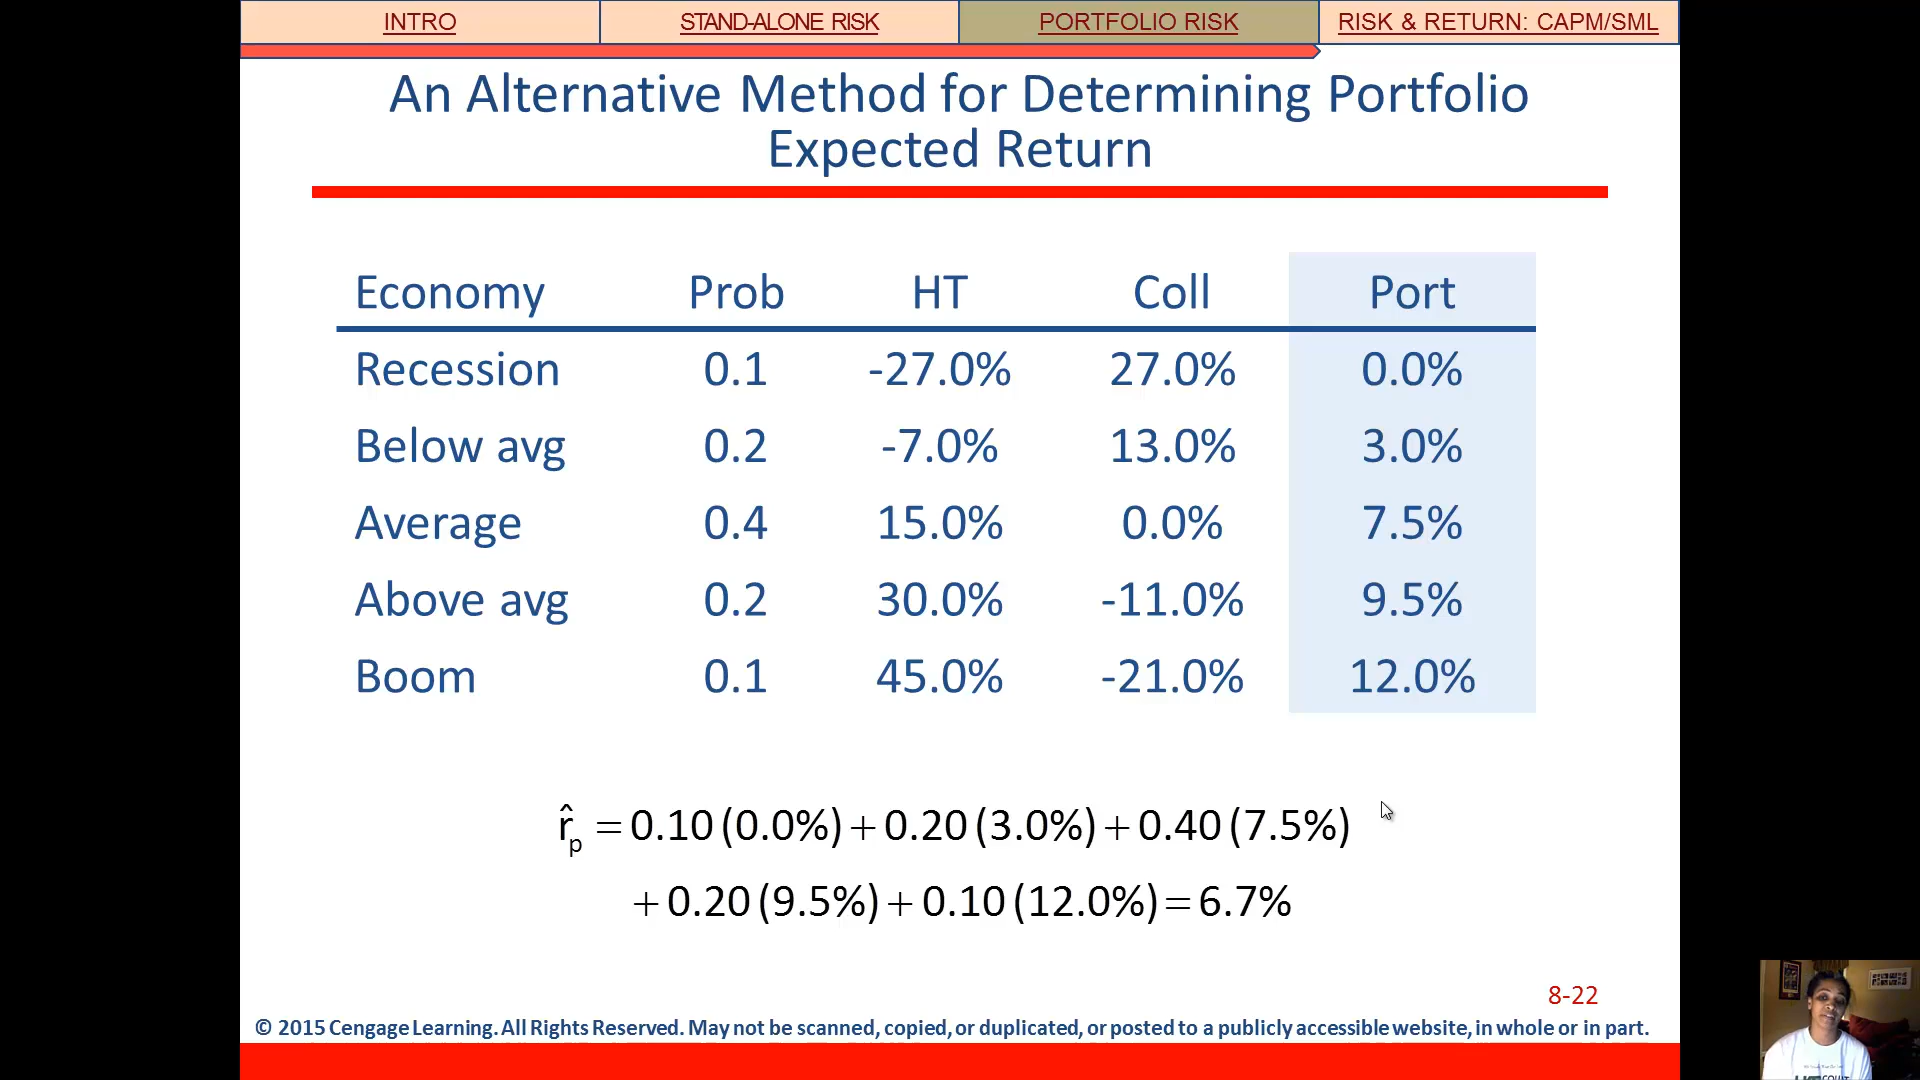 INTRO STAND-ALONE RISK PORTFOLIO RISK RISK & RETURN: CAPM/SML
An Alternative Method for Determining Portfolio
Expected Return
Economy Prob HT Coll Port
Recession 0.1 -27.0% 27.0% 0.0%
Below avg 0.2 -7.0% 13.0% 3.0%
Average 0.4 15.0% 0.0% 7.5%
Above avg 0.2 30.0% -11.0% 9.5%
Boom 0.1 45.0% -21.0% 12.0%
r̂p = 0.10 (0.0%) + 0.20 (3.0%) + 0.40 (7.5%)
+ 0.20 (9.5%) + 0.10 (12.0%) = 6.7%
8-22
© 2015 Cengage Learning. All Rights Reserved. May not be scanned, copied, or duplicated, or posted to a publicly accessible website, in whole or in part.